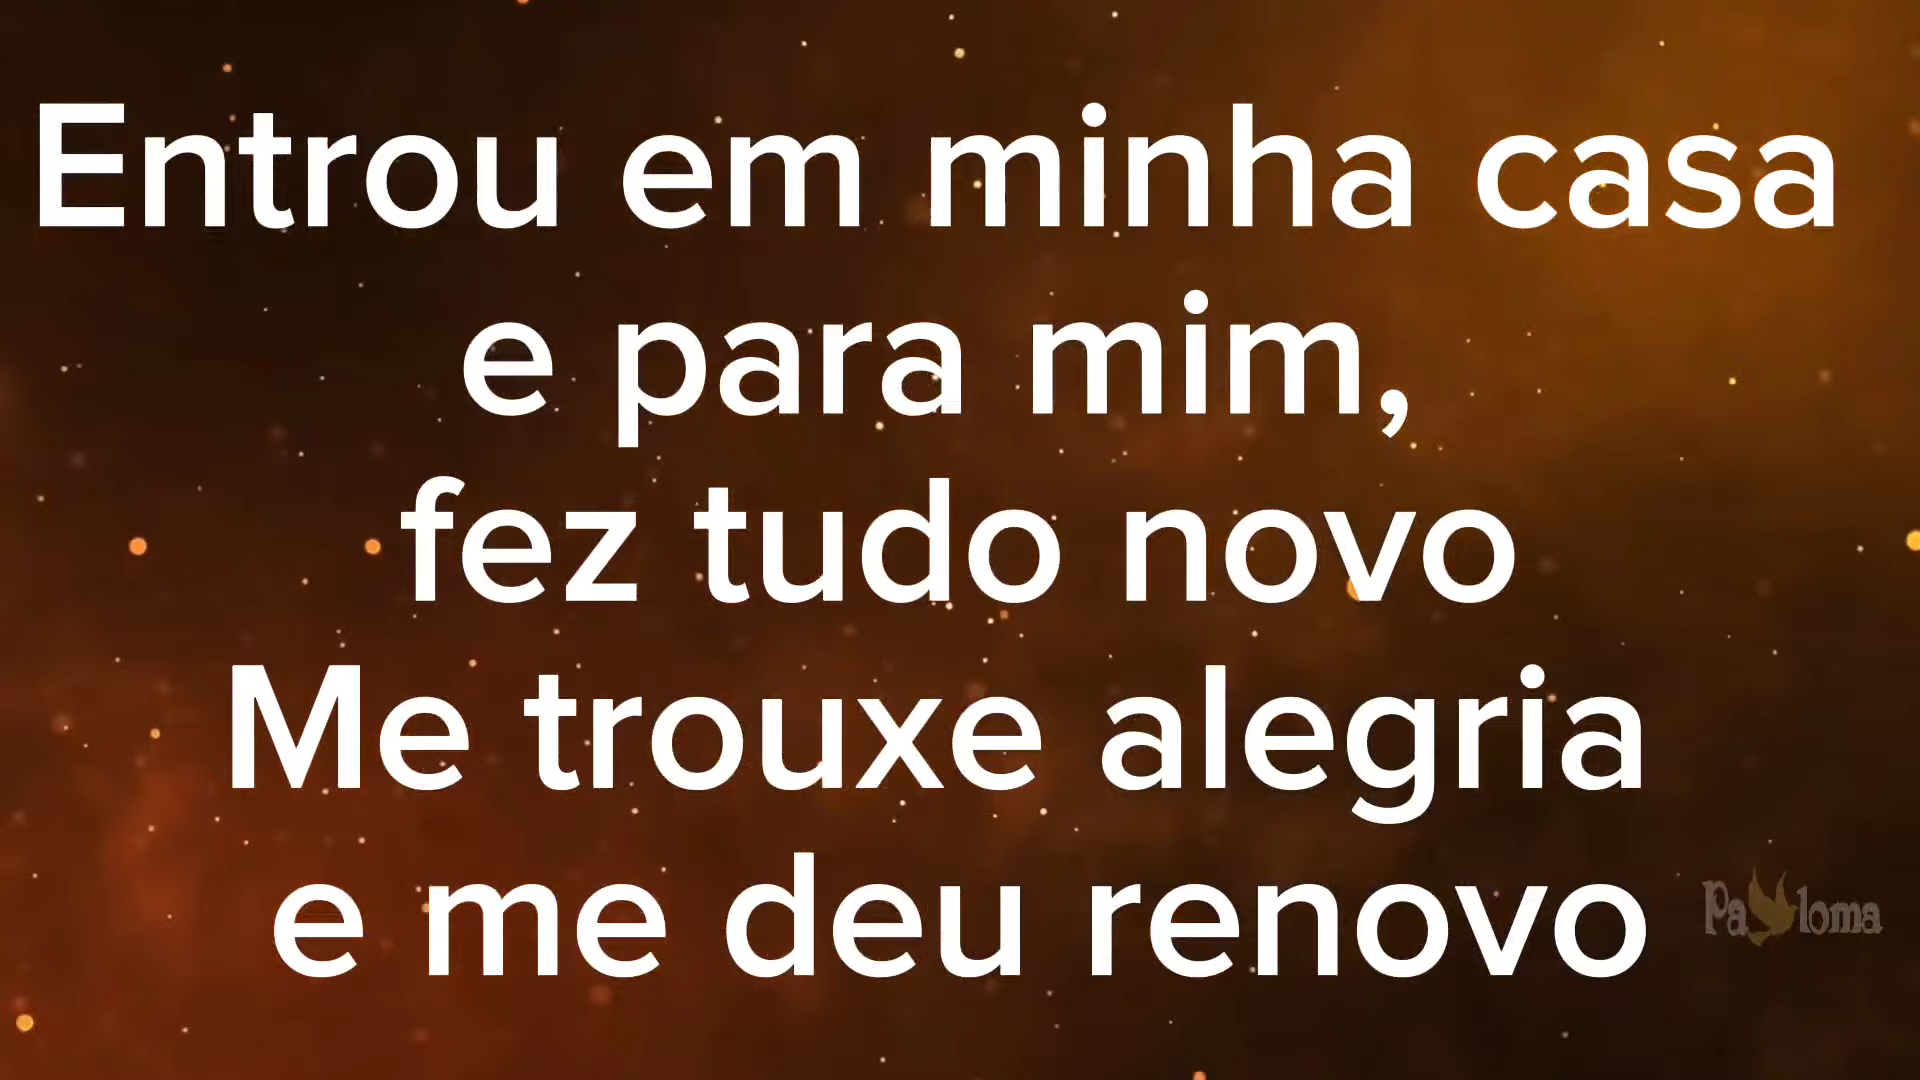 Entrou em minha casa
e para mim,
fez tudo novo
Me trouxe alegria
e me deu renovo
Paloma